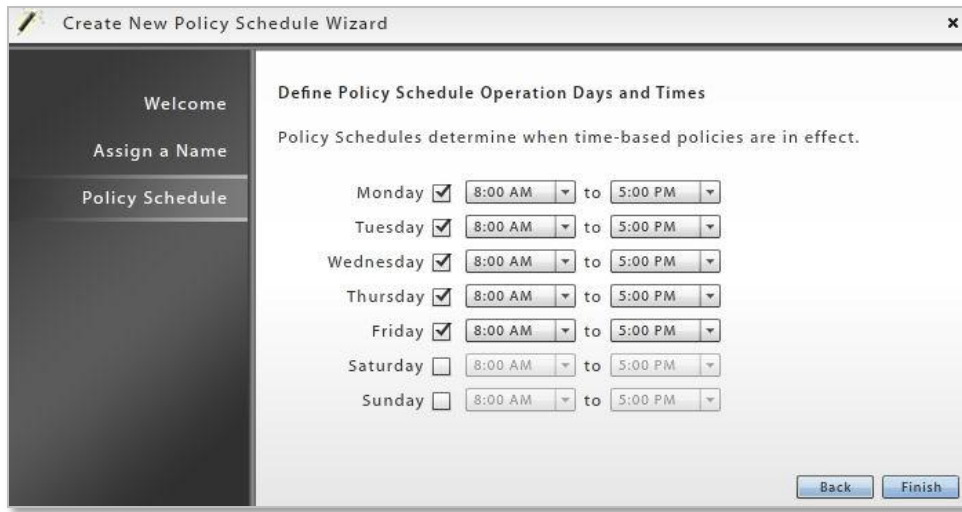 Create New Policy Schedule Wizard
Welcome
Assign a Name
Policy Schedule
Define Policy Schedule Operation Days and Times
Policy Schedules determine when time-based policies are in effect.
Monday 8:00 AM to 5:00 PM
Tuesday 8:00 AM to 5:00 PM
Wednesday 8:00 AM to 5:00 PM
Thursday 8:00 AM to 5:00 PM
Friday 8:00 AM to 5:00 PM
Saturday 8:00 AM to 5:00 PM
Sunday 8:00 AM to 5:00 PM
Back Finish